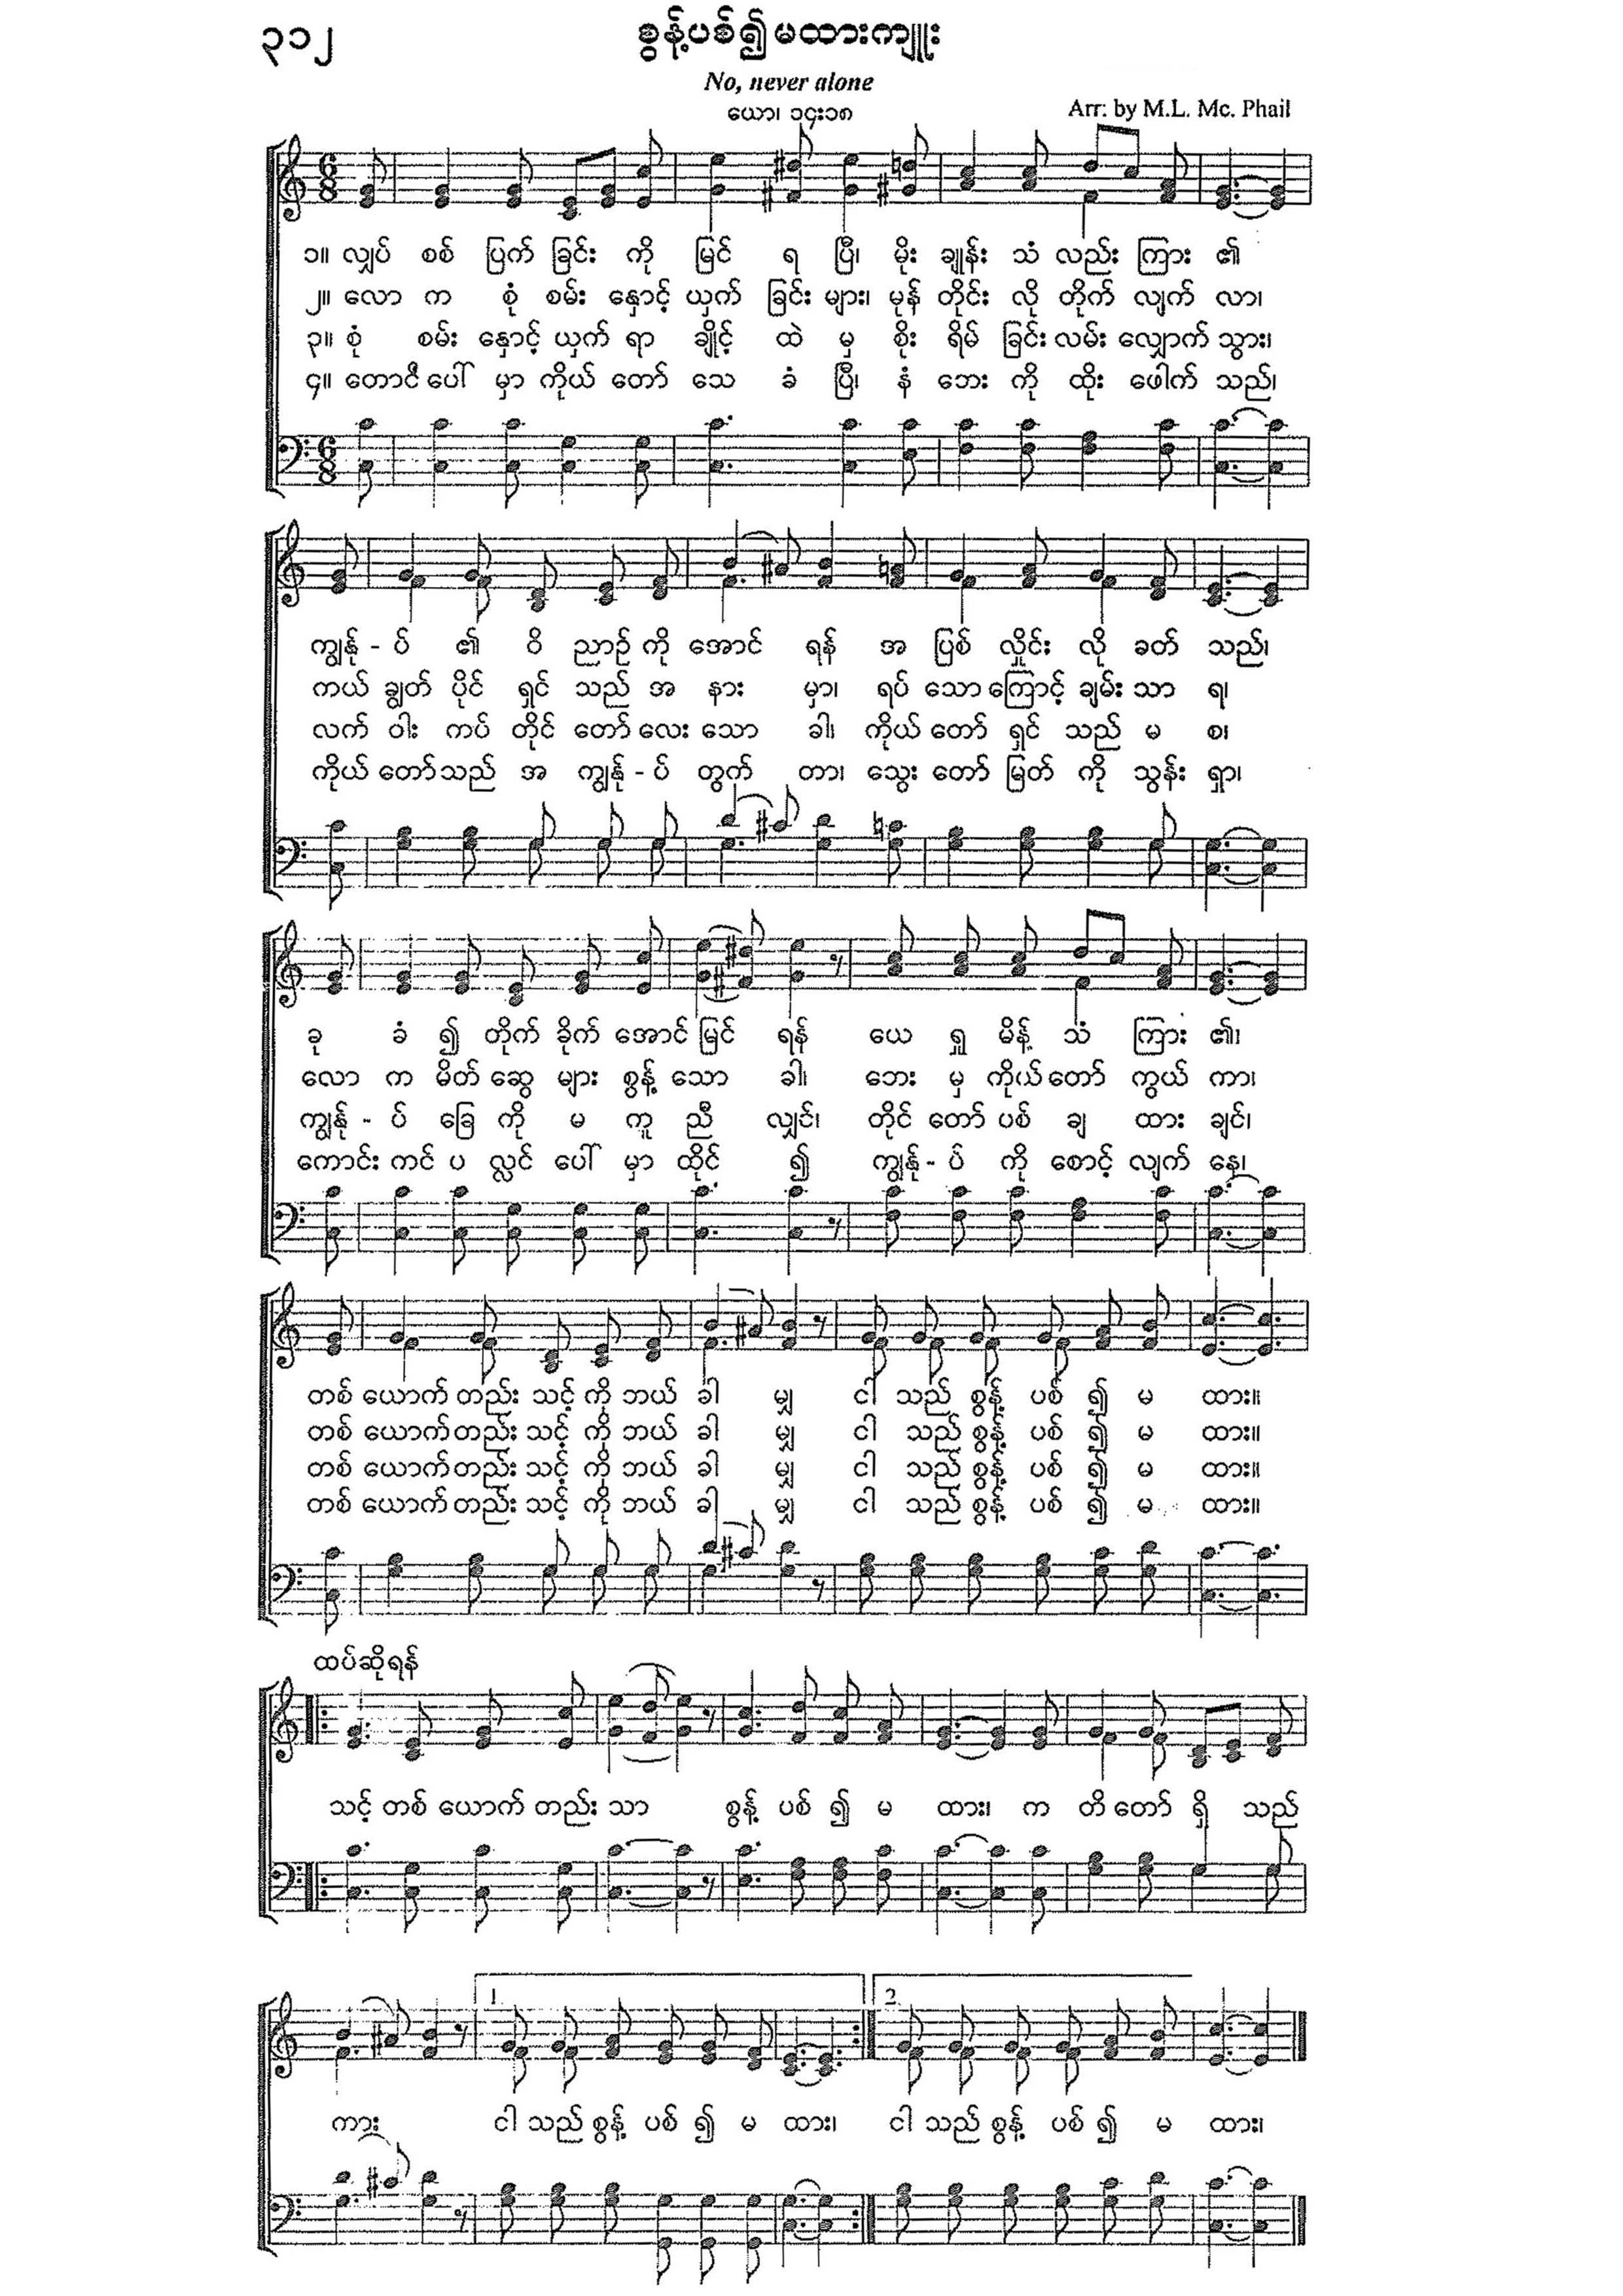 ၃၁၂
စွန့်ပစ်၍မထားကျူး
No, never alone
ယော၊ ၁၄း၁၈
Arr: by M.L. Mc. Phail
၁။ လျှပ် စစ် ပြက် ခြင်း ကို မြင် ရ ပြီ၊ မိုး ချုန်း သံ လည်း ကြား ၏
၂။ လော က စုံ စမ်း နှောင့် ယှက် ခြင်း များ၊ မုန် တိုင်း လို တိုက် လျက် လာ၊
၃။ စုံ စမ်း နှောင့် ယှက် ရာ ချိုင့် ထဲ မှ စိုး ရိမ် ခြင်း လမ်း လျှောက် သွား၊
၄။ တောင်ပေါ် မှာ ကိုယ် တော် သေ ခံ ပြီ၊ နံ ဘေး ကို ထိုး ဖေါက် သည်၊
ကျွန်ု - ပ် ၏ ဝိ ညာဉ် ကို အောင် ရန် အ ပြစ် လှိုင်း လို ခတ် သည်၊
ကယ် ချွတ် ပိုင် ရှင် သည် အ နား မှာ၊ ရပ် သော ကြောင့် ချမ်း သာ ရ၊
လက် ဝါး ကပ် တိုင် တော် လေး သော ခါ၊ ကိုယ် တော် ရှင် သည် မ စ၊
ကိုယ် တော် သည် အ ကျွန်ု - ပ် တွက် တာ၊ သွေး တော် မြတ် ကို သွန်း ရှာ၊
ခု ခံ ၍ တိုက် ခိုက် အောင် မြင် ရန် ယေ ရှု မိန့် သံ ကြား ၏၊
လော က မိတ် ဆွေ များ စွန့် သော ခါ၊ ဘေး မှ ကိုယ် တော် ကွယ် ကာ၊
ကျွန်ု - ပ် ခြေ ကို မ ကူ ညီ လျှင်၊ တိုင် တော် ပစ် ချ ထား ချင်၊
ကောင်း ကင် ပ လ္လင် ပေါ် မှာ ထိုင် ၍ ကျွန်ု - ပ် ကို စောင့် လျက် နေ၊
တစ် ယောက် တည်း သင့် ကို ဘယ် ခါ မျှ ငါ သည် စွန့် ပစ် ၍ မ ထား။
တစ် ယောက် တည်း သင့် ကို ဘယ် ခါ မျှ ငါ သည် စွန့် ပစ် ၍ မ ထား။
တစ် ယောက် တည်း သင့် ကို ဘယ် ခါ မျှ ငါ သည် စွန့် ပစ် ၍ မ ထား။
တစ် ယောက် တည်း သင့် ကို ဘယ် ခါ မျှ ငါ သည် စွန့် ပစ် ၍ မ ထား။
ထပ်ဆိုရန်
သင့် တစ် ယောက် တည်း သာ စွန့် ပစ် ၍ မ ထား၊ က တိ တော် ရှိ သည်
1.
2.
ကား ငါ သည် စွန့် ပစ် ၍ မ ထား၊ ငါ သည် စွန့် ပစ် ၍ မ ထား၊